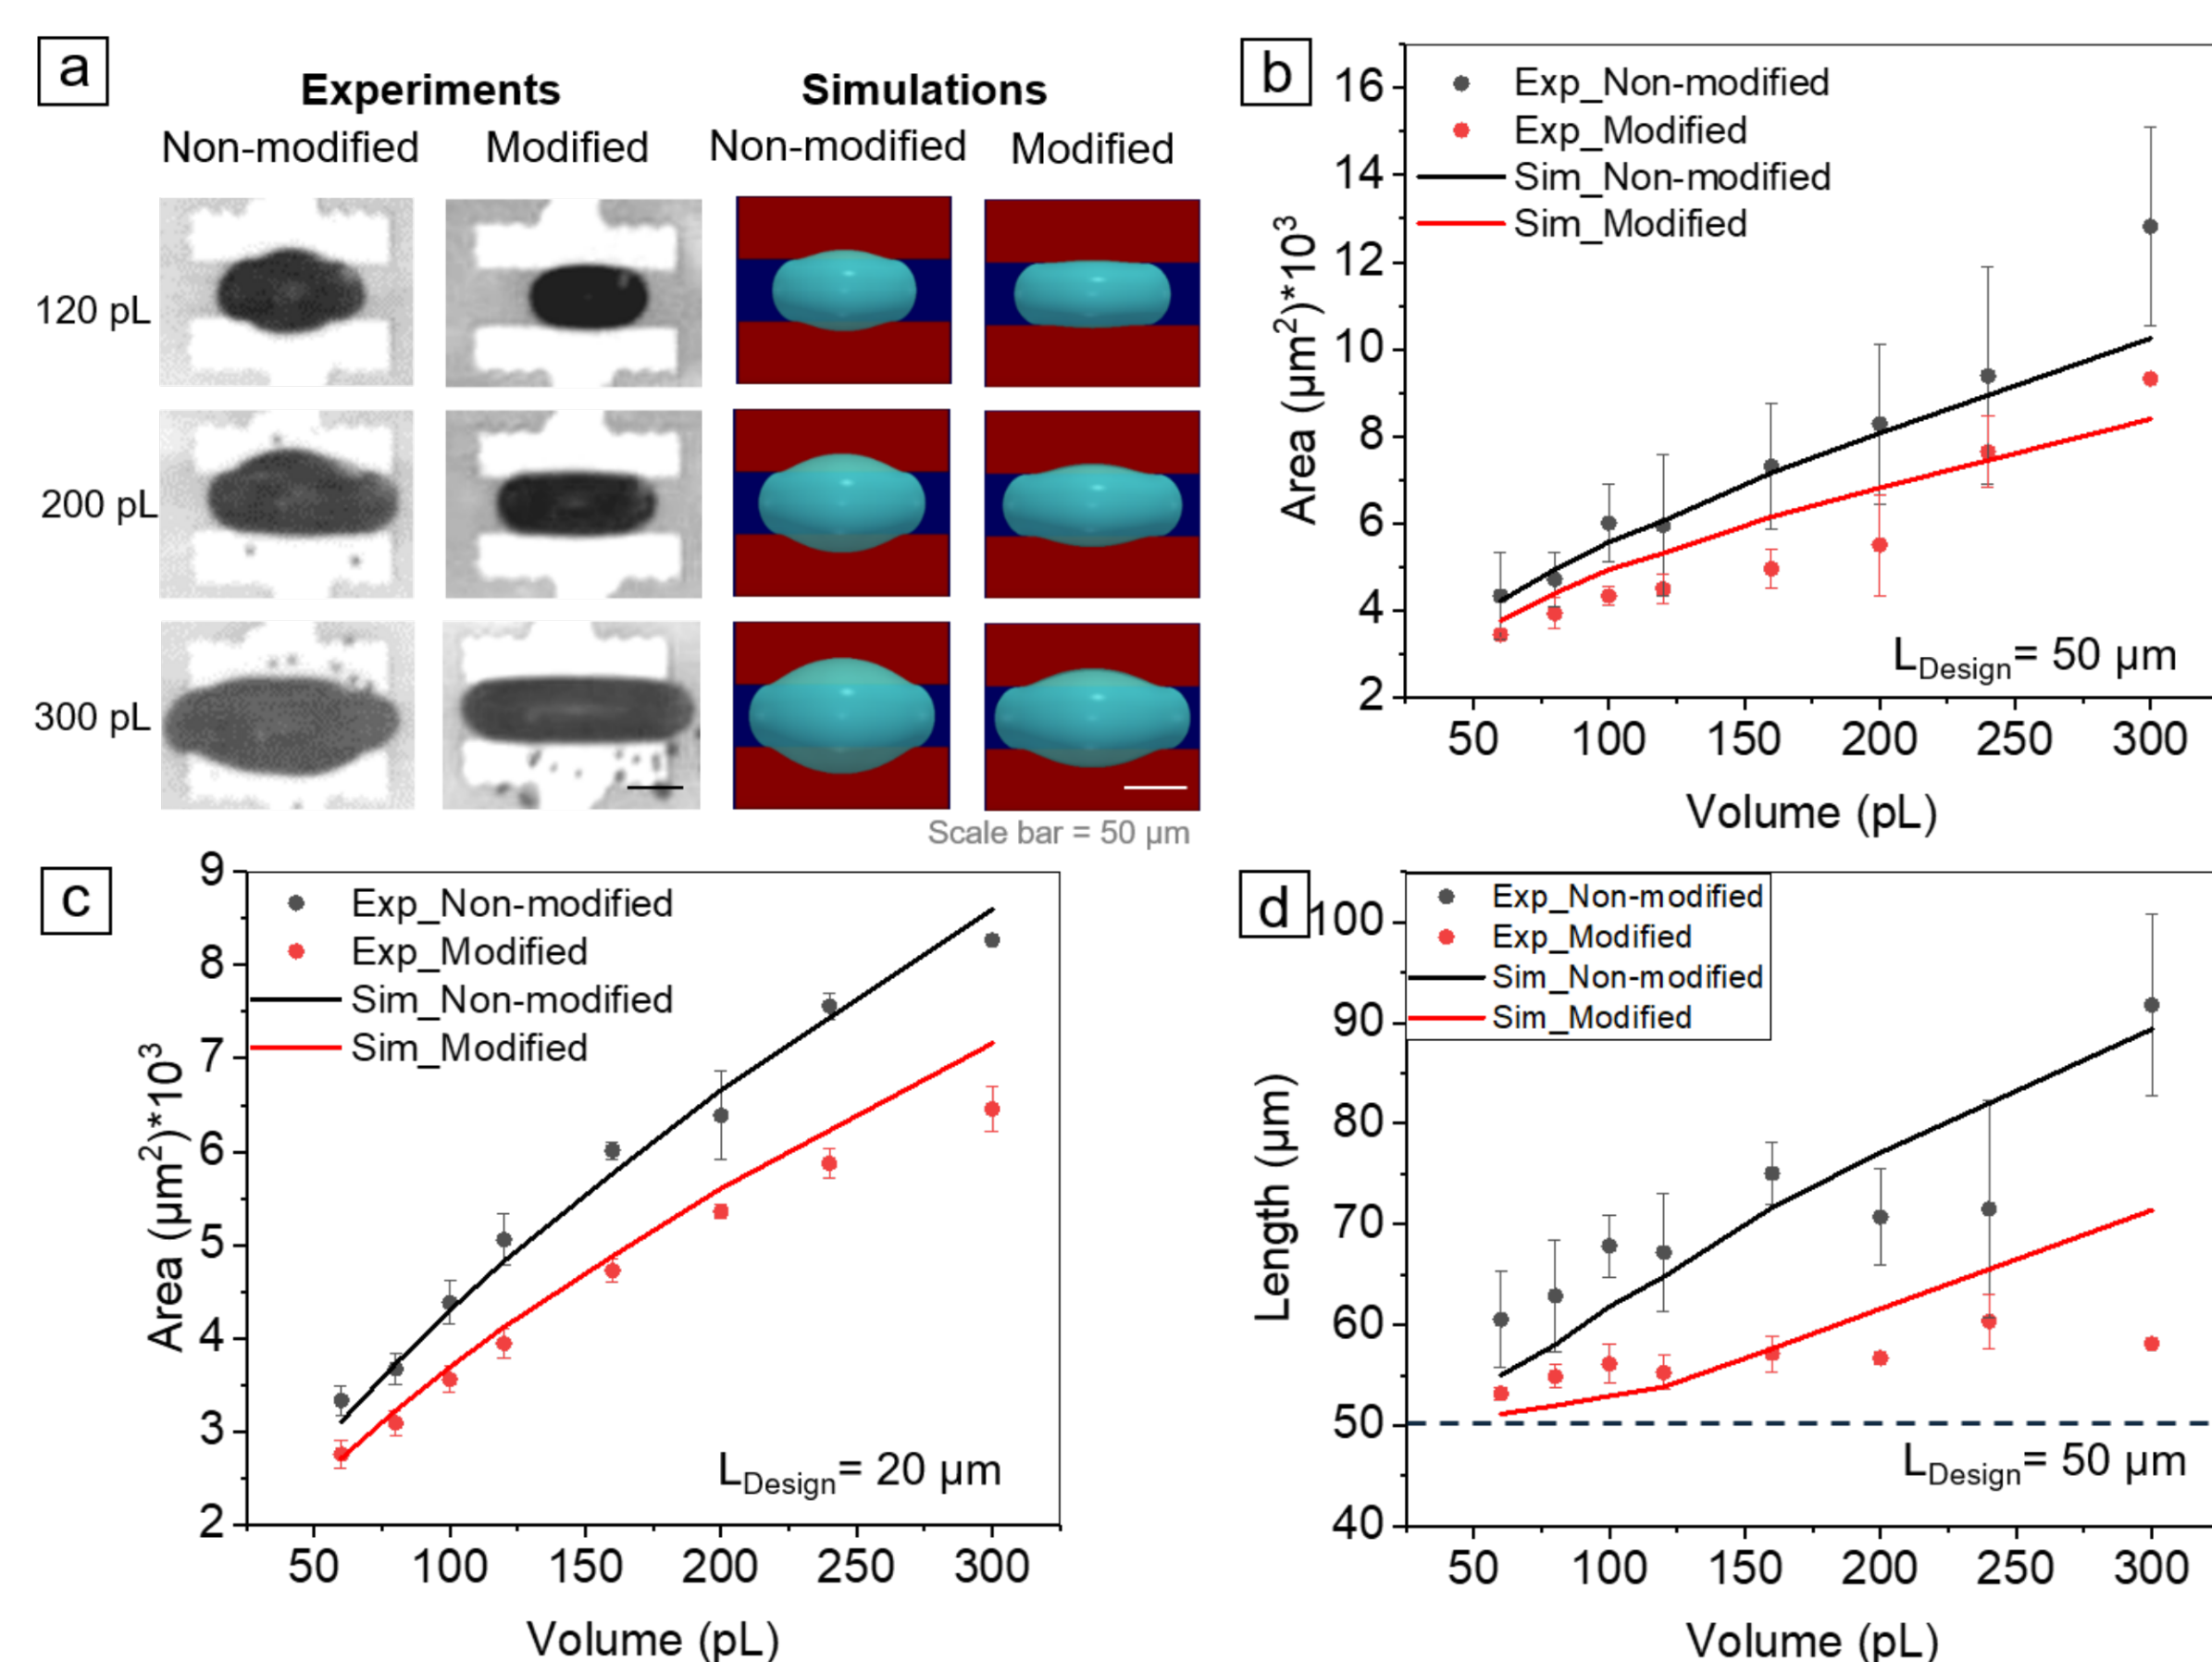 a
Experiments Simulations
Non-modified Modified Non-modified Modified
120 pL
200 pL
300 pL
Scale bar = 50 µm
b
Exp_Non-modified
Exp_Modified
Sim_Non-modified
Sim_Modified
16
14
12
10
8
6
4
2
Area (µm²)*10³
L_Design = 50 µm
50 100 150 200 250 300
Volume (pL)
c
Exp_Non-modified
Exp_Modified
Sim_Non-modified
Sim_Modified
9
8
7
6
5
4
3
2
Area (µm²)*10³
L_Design = 20 µm
50 100 150 200 250 300
Volume (pL)
d
Exp_Non-modified
Exp_Modified
Sim_Non-modified
Sim_Modified
100
90
80
70
60
50
40
Length (µm)
L_Design = 50 µm
50 100 150 200 250 300
Volume (pL)